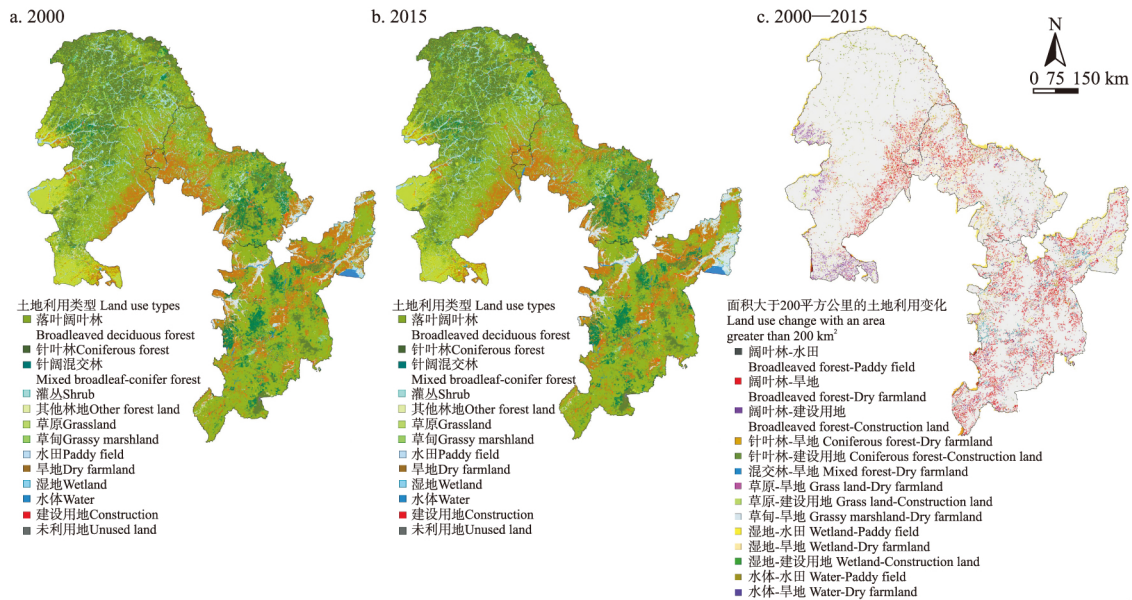 a. 2000
b. 2015
c. 2000—2015
N
0 75 150 km
土地利用类型 Land use types
落叶阔叶林
Broadleaved deciduous forest
针叶林Coniferous forest
针阔混交林
Mixed broadleaf-conifer forest
灌丛Shrub
其他林地Other forest land
草原Grassland
草甸Grassy marshland
水田Paddy field
旱地Dry farmland
湿地Wetland
水体Water
建设用地Construction
未利用地Unused land
土地利用类型 Land use types
落叶阔叶林
Broadleaved deciduous forest
针叶林Coniferous forest
针阔混交林
Mixed broadleaf-conifer forest
灌丛Shrub
其他林地Other forest land
草原Grassland
草甸Grassy marshland
水田Paddy field
旱地Dry farmland
湿地Wetland
水体Water
建设用地Construction
未利用地Unused land
面积大于200平方公里的土地利用变化
Land use change with an area
greater than 200 km²
阔叶林-水田
Broadleaved forest-Paddy field
阔叶林-旱地
Broadleaved forest-Dry farmland
阔叶林-建设用地
Broadleaved forest-Construction land
针叶林-旱地 Coniferous forest-Dry farmland
针叶林-建设用地 Coniferous forest-Construction land
混交林-旱地 Mixed forest-Dry farmland
草原-旱地 Grass land-Dry farmland
草原-建设用地 Grass land-Construction land
草甸-旱地 Grassy marshland-Dry farmland
湿地-水田 Wetland-Paddy field
湿地-旱地 Wetland-Dry farmland
湿地-建设用地 Wetland-Construction land
水体-水田 Water-Paddy field
水体-旱地 Water-Dry farmland